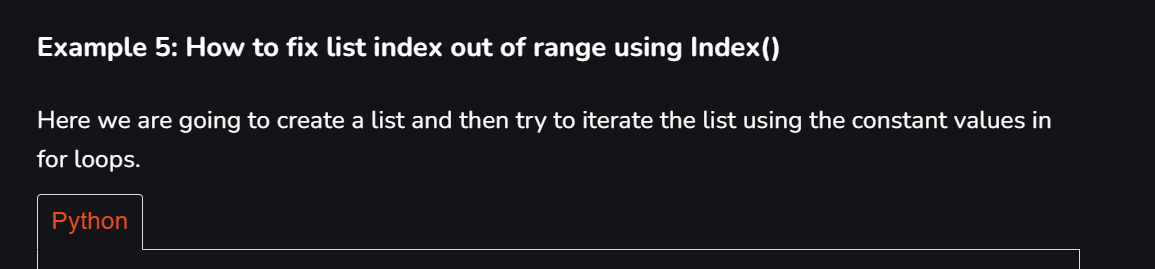 Example 5: How to fix list index out of range using Index()
Here we are going to create a list and then try to iterate the list using the constant values in
for loops.
Python